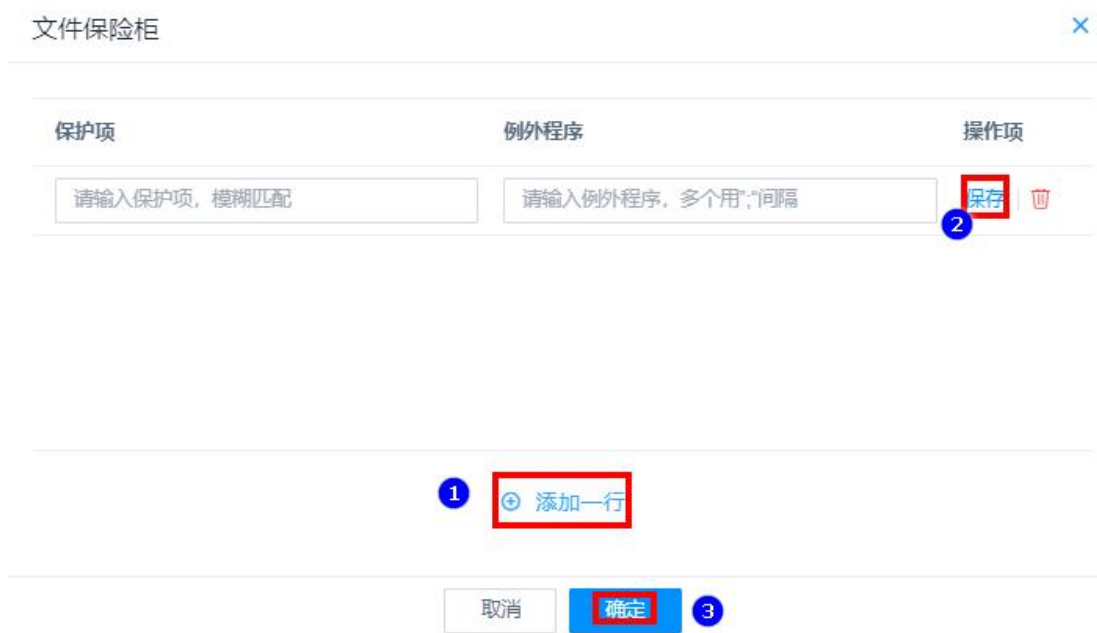 文件保险柜
保护项 例外程序 操作项
请输入保护项，模糊匹配 请输入例外程序，多个用";"间隔 保存
2
1 添加一行
取消 确定 3